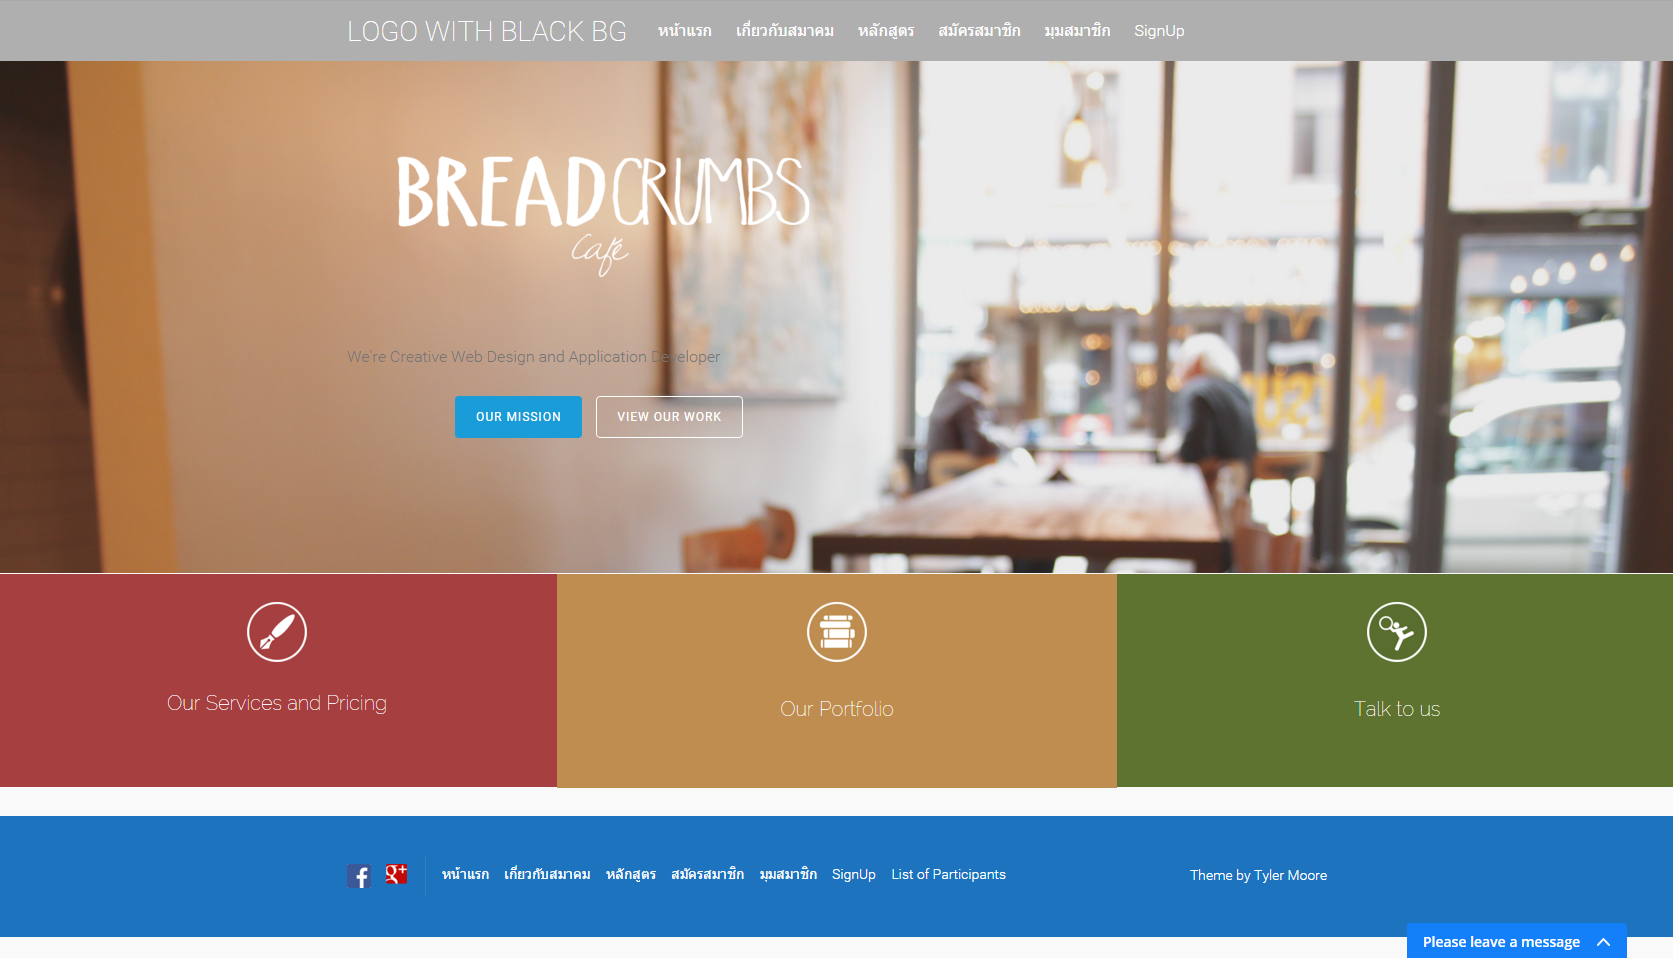 LOGO WITH BLACK BG หน้าแรก เกี่ยวกับสมาคม หลักสูตร สมัครสมาชิก มุมสมาชิก SignUp
BREADCRUMBS
Café
We're Creative Web Design and Application Developer
OUR MISSION VIEW OUR WORK
Our Services and Pricing
Our Portfolio
Talk to us
f g+ หน้าแรก เกี่ยวกับสมาคม หลักสูตร สมัครสมาชิก มุมสมาชิก SignUp List of Participants Theme by Tyler Moore
Please leave a message